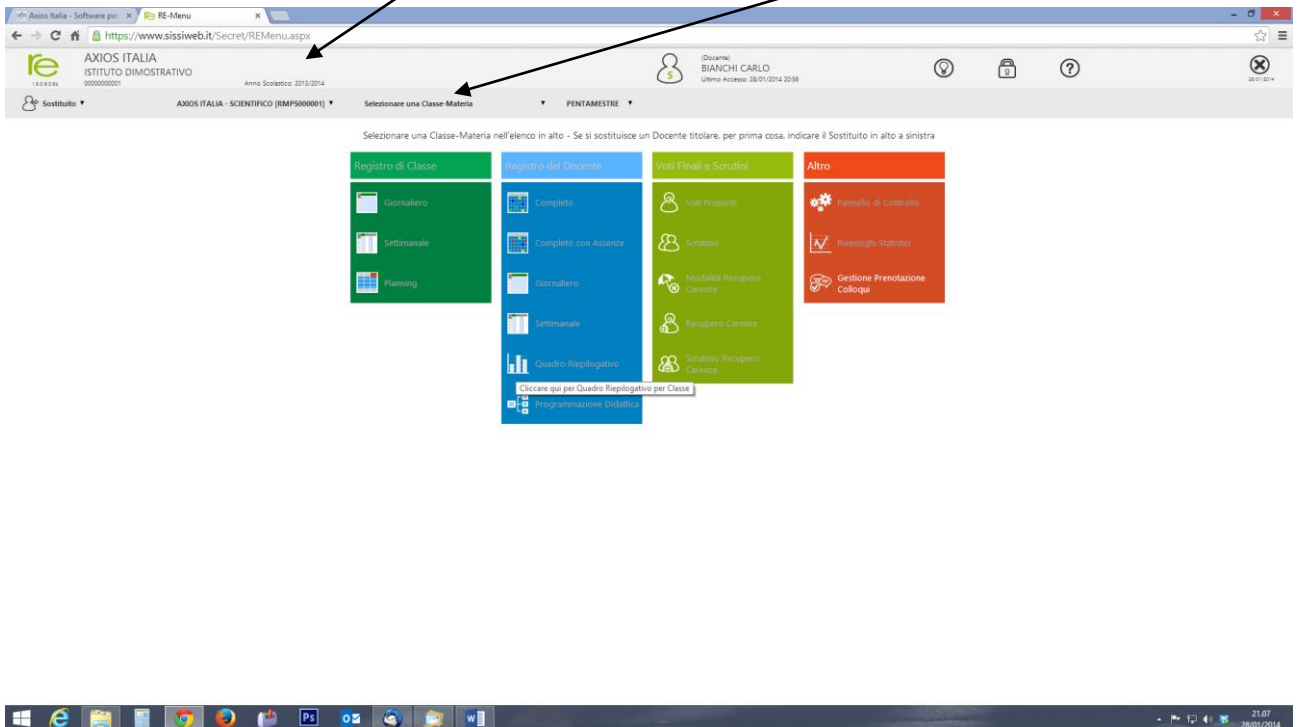 Axios Italia - Software per
RE-Menu
https://www.sissiweb.it/Secret/REMenu.aspx
re
AXIOS ITALIA
ISTITUTO DIMOSTRATIVO
0000000001
Anno Scolastico: 2013/2014
S
(Docente)
BIANCHI CARLO
Ultimo Accesso: 28/01/2014 20:58
?
28/01/2014
Sostituito
AXIOS ITALIA - SCIENTIFICO [RMPS000001]
Selezionare una Classe-Materia
PENTAMESTRE
Selezionare una Classe-Materia nell'elenco in alto - Se si sostituisce un Docente titolare, per prima cosa, indicare il Sostituito in alto a sinistra
Registro di Classe
Giornaliero
Settimanale
Planning
Registro del Docente
Completo
Completo con Assenze
Giornaliero
Settimanale
Quadro Riepilogativo
Cliccare qui per Quadro Riepilogativo per Classe
Programmazione Didattica
Voti Finali e Scrutini
Voti Proposti
Scrutinio
Modalità Recupero
Carenze
Recupero Carenze
Scrutinio Recupero
Carenze
Altro
Pannello di Controllo
Riepiloghi Statistici
Gestione Prenotazione
Colloqui
Ps
21.07
28/01/2014